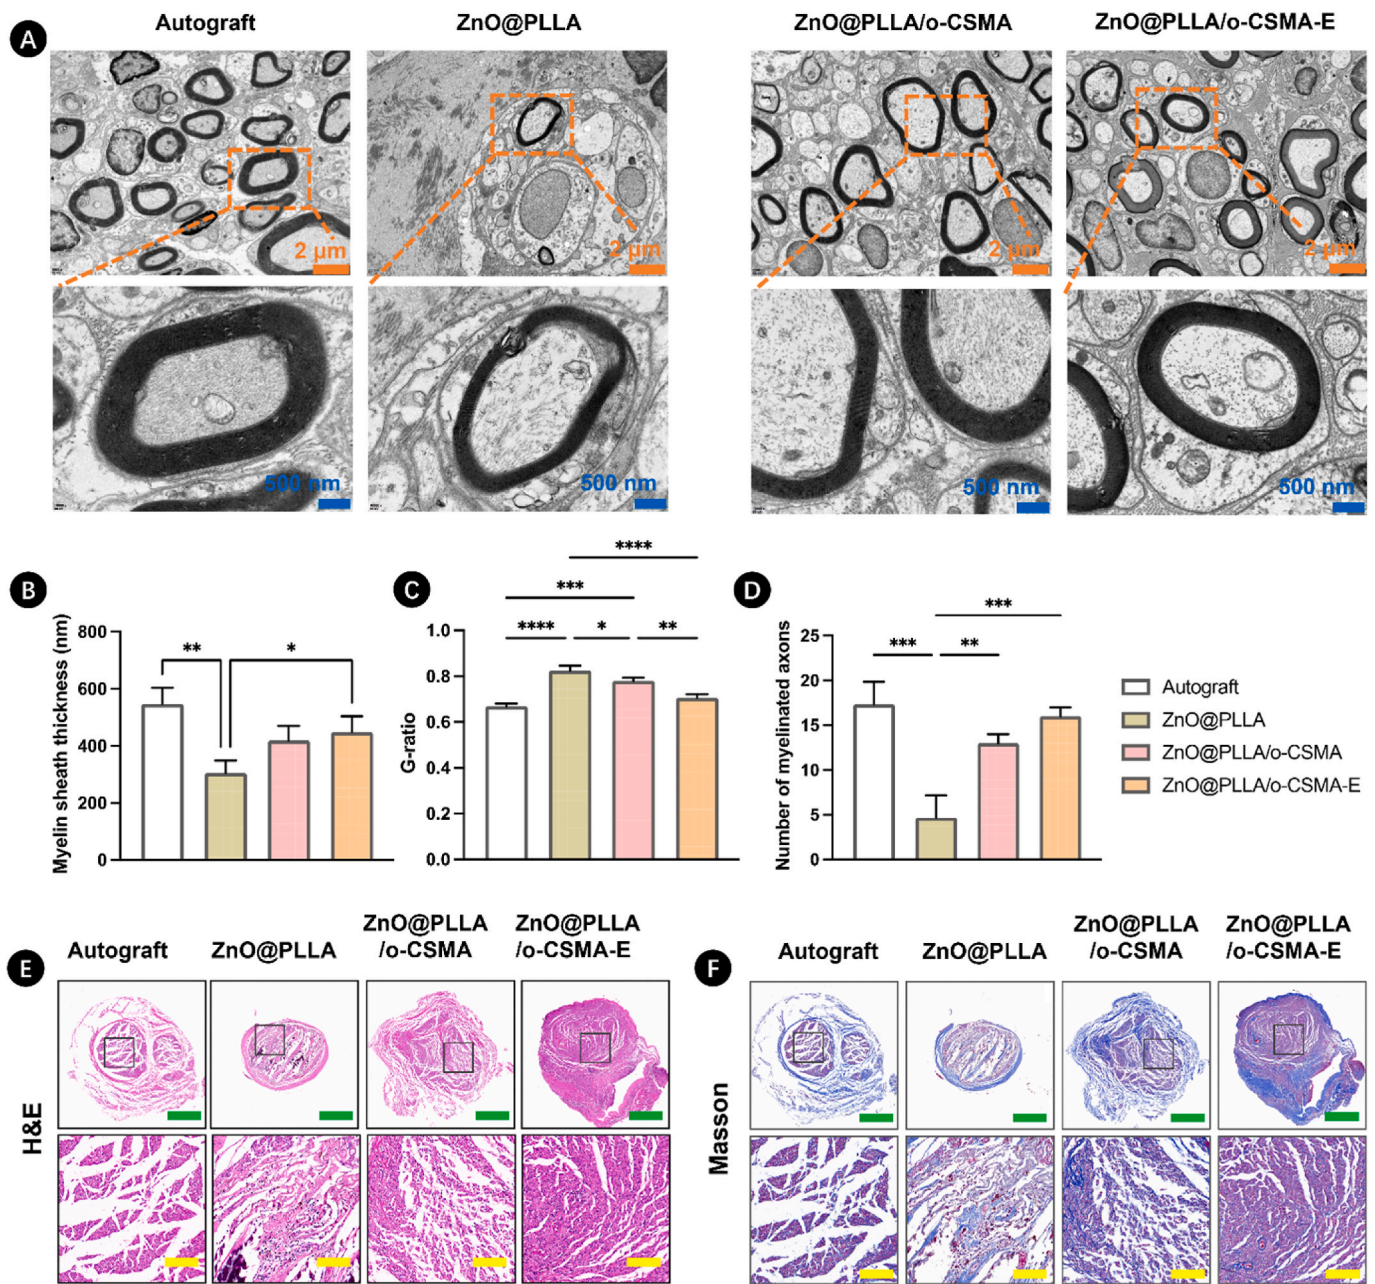 A
Autograft
ZnO@PLLA
ZnO@PLLA/o-CSMA
ZnO@PLLA/o-CSMA-E
2 µm
2 µm
2 µm
2 µm
500 nm
500 nm
500 nm
500 nm
B
Myelin sheath thickness (nm)
800
600
400
200
0
**
*
C
G-ratio
1.0
0.8
0.6
0.4
0.2
0.0
****
***
****
*
**
D
Number of myelinated axons
25
20
15
10
5
0
***
***
**
Autograft
ZnO@PLLA
ZnO@PLLA/o-CSMA
ZnO@PLLA/o-CSMA-E
E
H&E
Autograft
ZnO@PLLA
ZnO@PLLA
/o-CSMA
ZnO@PLLA
/o-CSMA-E
F
Masson
Autograft
ZnO@PLLA
ZnO@PLLA
/o-CSMA
ZnO@PLLA
/o-CSMA-E